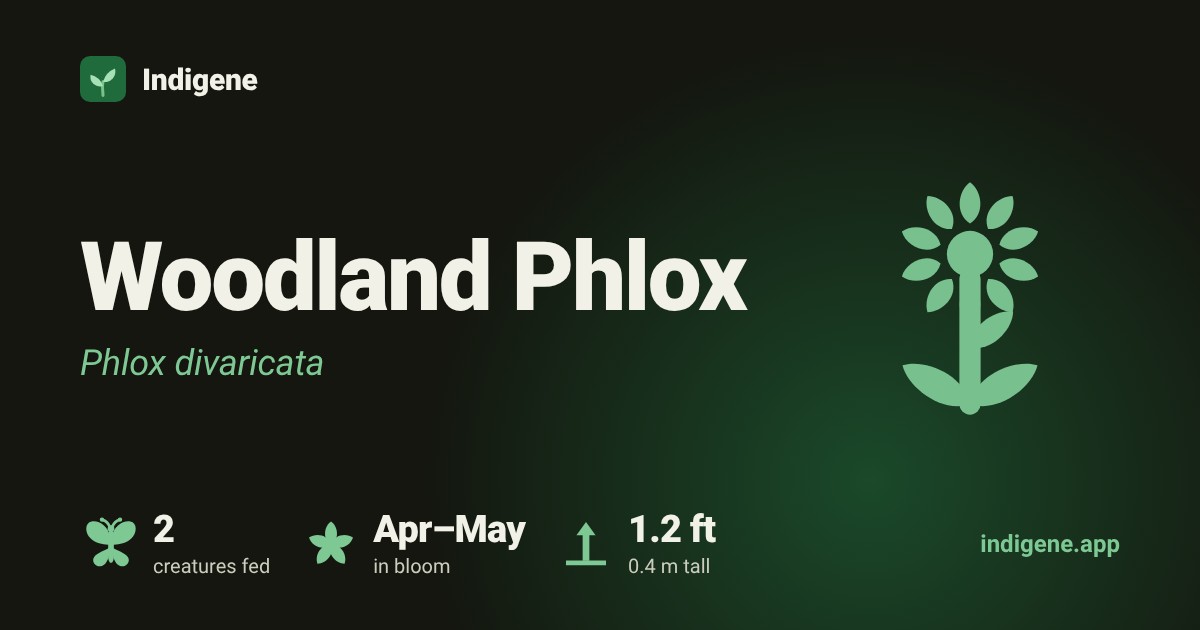 Indigene
Woodland Phlox
Phlox divaricata
2
creatures fed
Apr–May
in bloom
1.2 ft
0.4 m tall
indigene.app